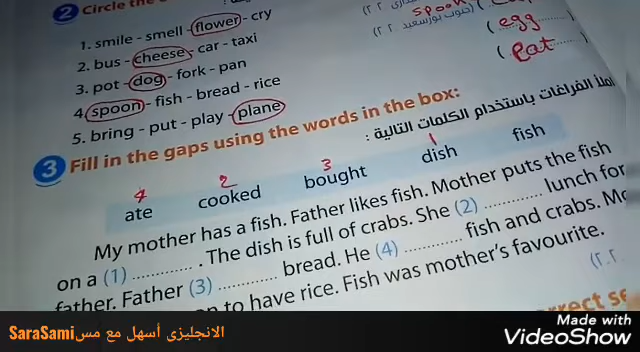 2 Circle the
1. smile - smell - flower - cry
2. bus - cheese - car - taxi
3. pot - dog - fork - pan
4. spoon - fish - bread - rice
5. bring - put - play - plane
spoon
(egg)
(eat)
3 Fill in the gaps using the words in the box:
املأ الفراغات باستخدام الكلمات التالية :
4 2 3 1
ate cooked bought dish fish
My mother has a fish. Father likes fish. Mother puts the fish
on a (1) ............ . The dish is full of crabs. She (2) ............ lunch for
father. Father (3) ............ bread. He (4) ............ fish and crabs.
to have rice. Fish was mother's favourite.
SaraSami الانجليزى أسهل مع مس
Made with
VideoShow